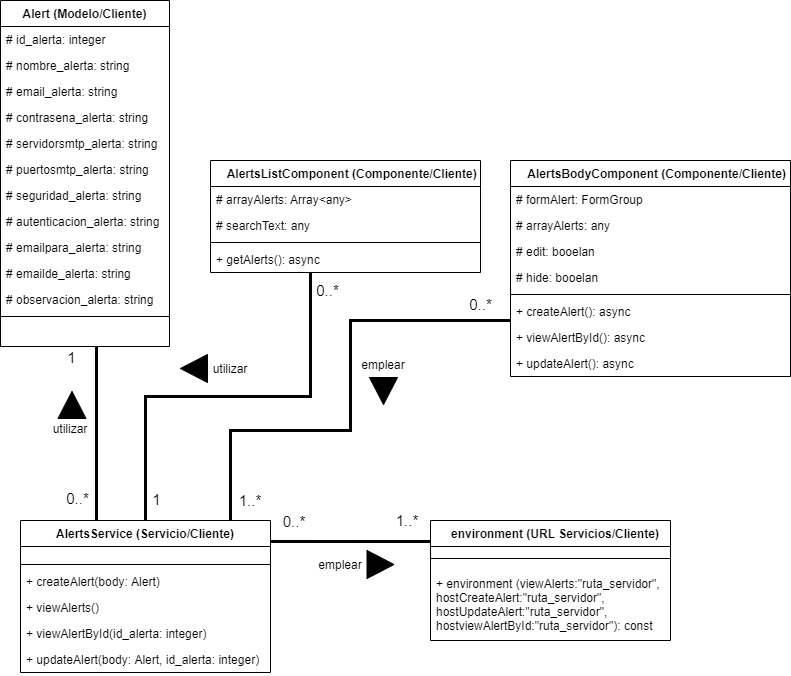 Alert (Modelo/Cliente)
# id_alerta: integer
# nombre_alerta: string
# email_alerta: string
# contrasena_alerta: string
# servidorsmtp_alerta: string
# puertosmtp_alerta: string
# seguridad_alerta: string
# autenticacion_alerta: string
# emailpara_alerta: string
# emailde_alerta: string
# observacion_alerta: string
AlertsListComponent (Componente/Cliente)
# arrayAlerts: Array<any>
# searchText: any
+ getAlerts(): async
AlertsBodyComponent (Componente/Cliente)
# formAlert: FormGroup
# arrayAlerts: any
# edit: booelan
# hide: booelan
+ createAlert(): async
+ viewAlertById(): async
+ updateAlert(): async
0..*
0..*
1
utilizar
emplear
utilizar
0..*
1
1..*
0..*
1..*
emplear
AlertsService (Servicio/Cliente)
+ createAlert(body: Alert)
+ viewAlerts()
+ viewAlertById(id_alerta: integer)
+ updateAlert(body: Alert, id_alerta: integer)
environment (URL Servicios/Cliente)
+ environment (viewAlerts:"ruta_servidor",
hostCreateAlert:"ruta_servidor",
hostUpdateAlert:"ruta_servidor",
hostviewAlertById:"ruta_servidor"): const